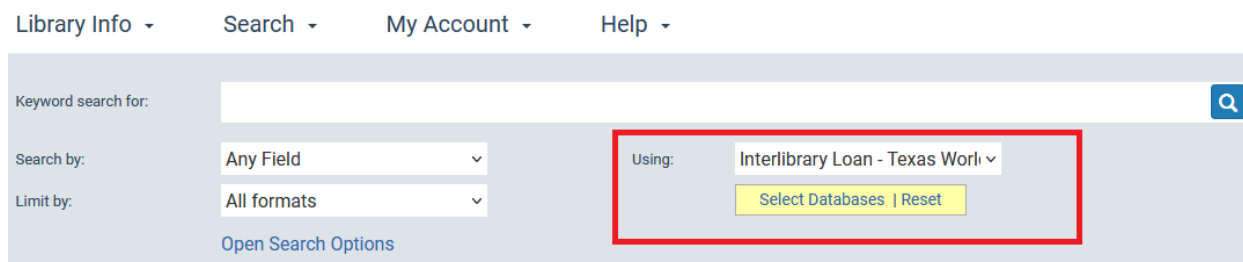 Library Info Search My Account Help
Keyword search for:
Search by: Any Field Using: Interlibrary Loan - Texas
Limit by: All formats Select Databases | Reset
Open Search Options